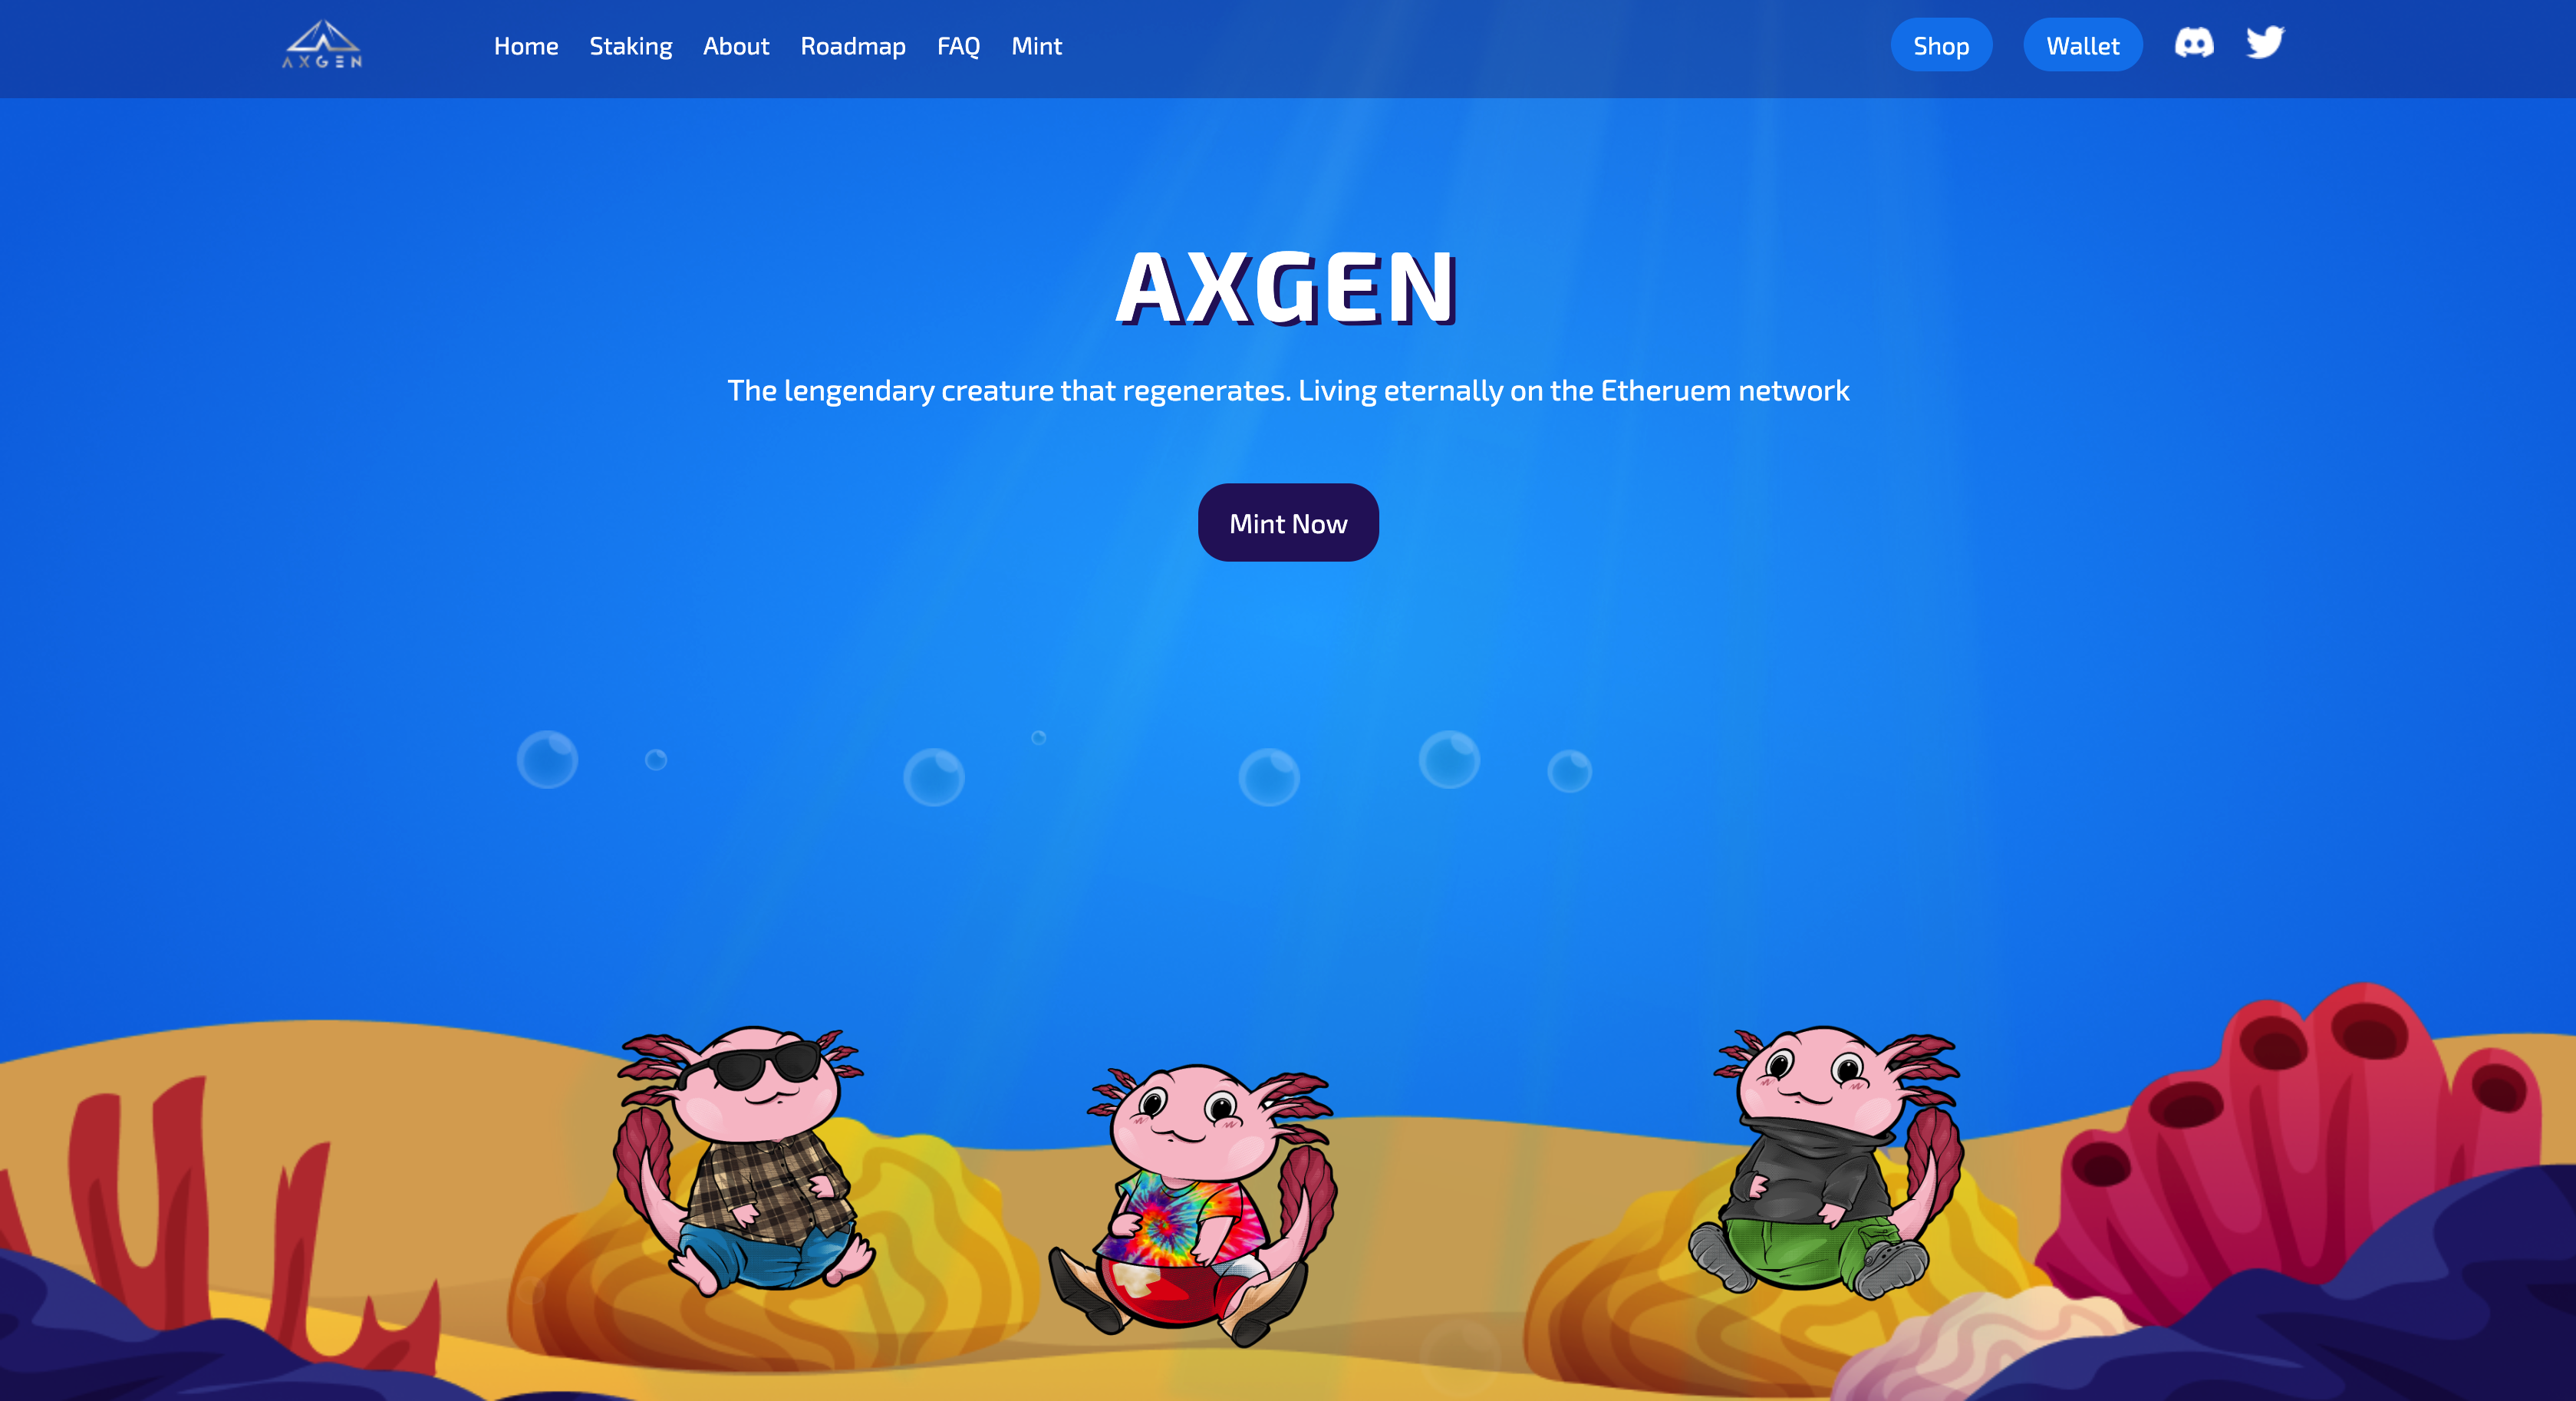 AXGEN
Home Staking About Roadmap FAQ Mint
Shop Wallet
AXGEN
The lengendary creature that regenerates. Living eternally on the Etheruem network
Mint Now